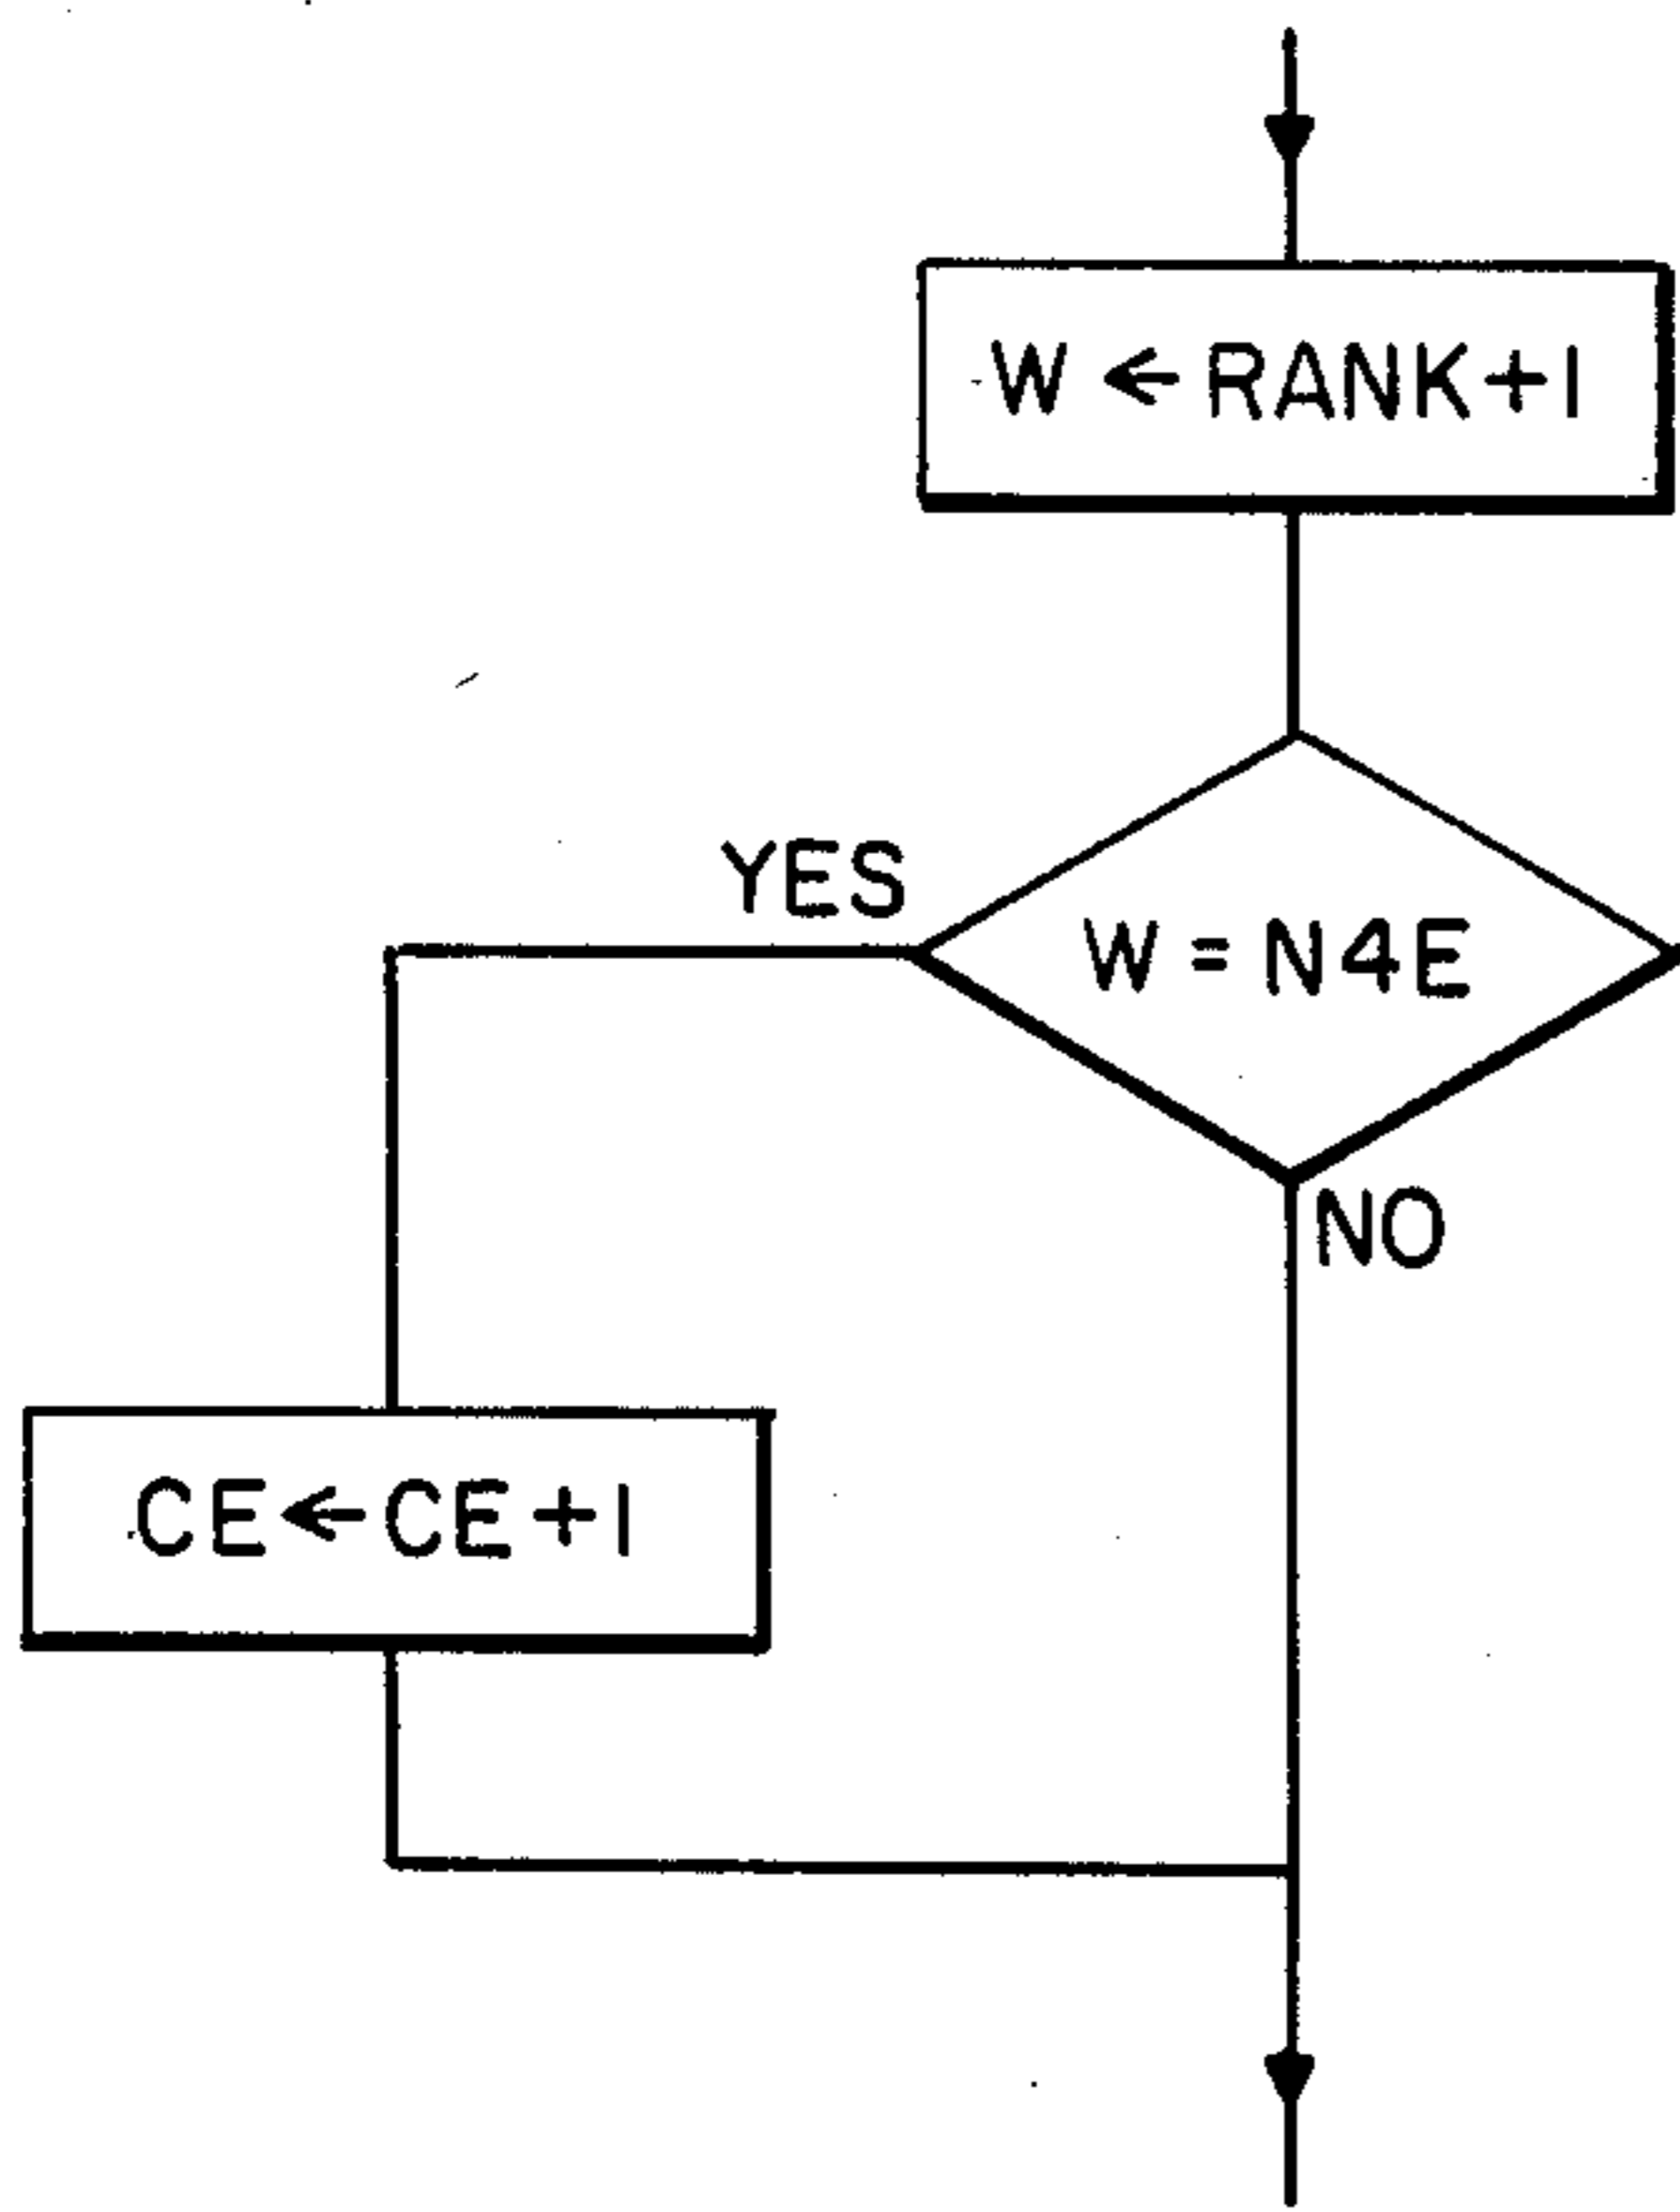 W ← RANK + 1
YES
W = N4E
NO
CE ← CE + 1